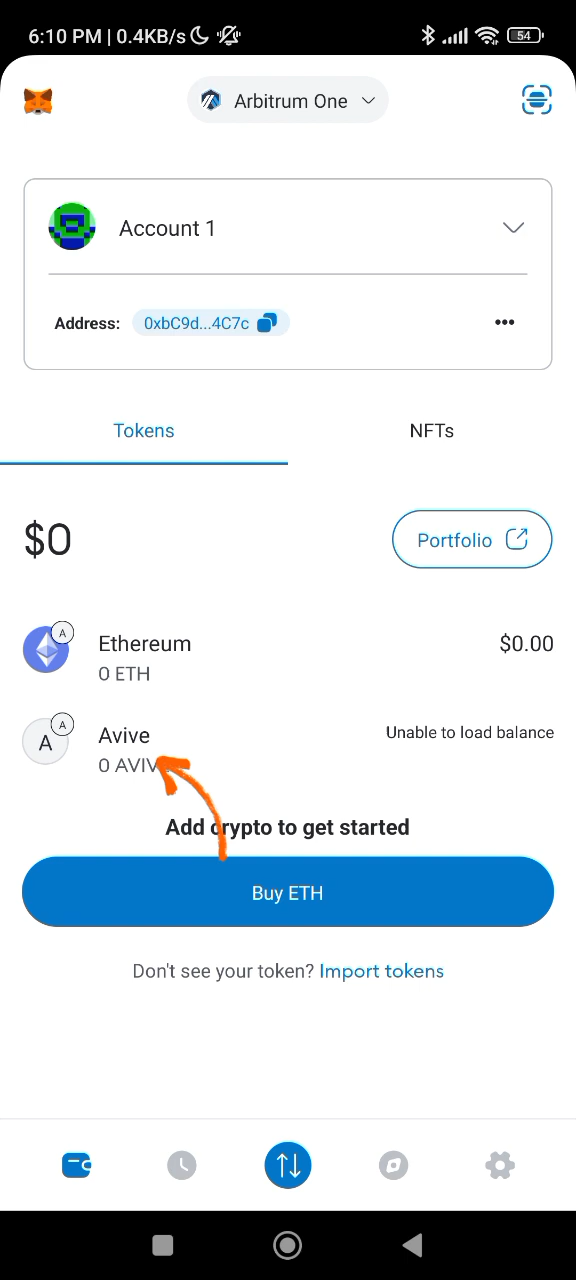 6:10 PM | 0.4KB/s
54
Arbitrum One
Account 1
Address: 0xbC9d...4C7c
Tokens
NFTs
$0
Portfolio
A
Ethereum
$0.00
0 ETH
A
A
Avive
Unable to load balance
0 AVIV
Add crypto to get started
Buy ETH
Don't see your token? Import tokens